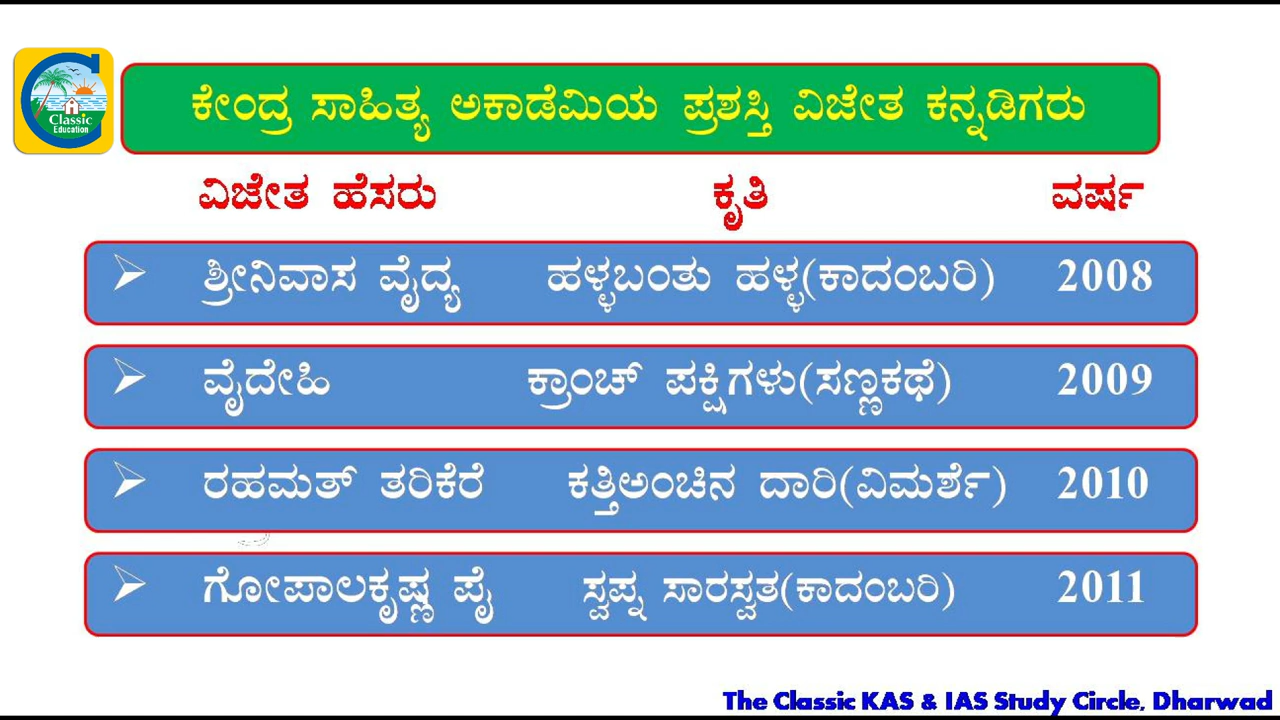 ಕೇಂದ್ರ ಸಾಹಿತ್ಯ ಅಕಾಡೆಮಿಯ ಪ್ರಶಸ್ತಿ ವಿಜೇತ ಕನ್ನಡಿಗರು
Classic
Education
ವಿಜೇತ ಹೆಸರು ಕೃತಿ ವರ್ಷ
ಶ್ರೀನಿವಾಸ ವೈದ್ಯ ಹಳ್ಳಬಂತು ಹಳ್ಳ(ಕಾದಂಬರಿ) 2008
ವೈದೇಹಿ ಕ್ರಾಂಚ್ ಪಕ್ಷಿಗಳು(ಸಣ್ಣಕಥೆ) 2009
ರಹಮತ್ ತರಿಕೆರೆ ಕತ್ತಿಅಂಚಿನ ದಾರಿ(ವಿಮರ್ಶೆ) 2010
ಗೋಪಾಲಕೃಷ್ಣ ಪೈ ಸ್ವಪ್ನ ಸಾರಸ್ವತ(ಕಾದಂಬರಿ) 2011
The Classic KAS & IAS Study Circle, Dharwad